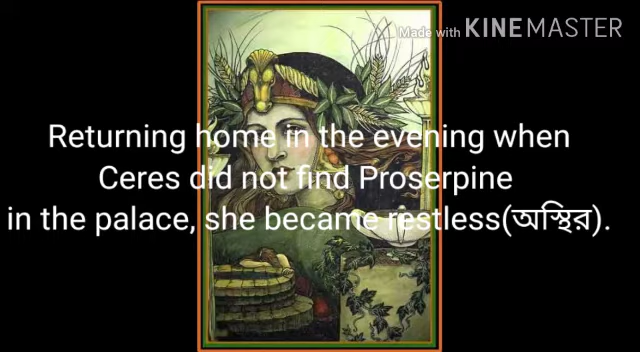 Made with KINEMASTER
Returning home in the evening when
Ceres did not find Proserpine
in the palace, she became restless(অস্থির).